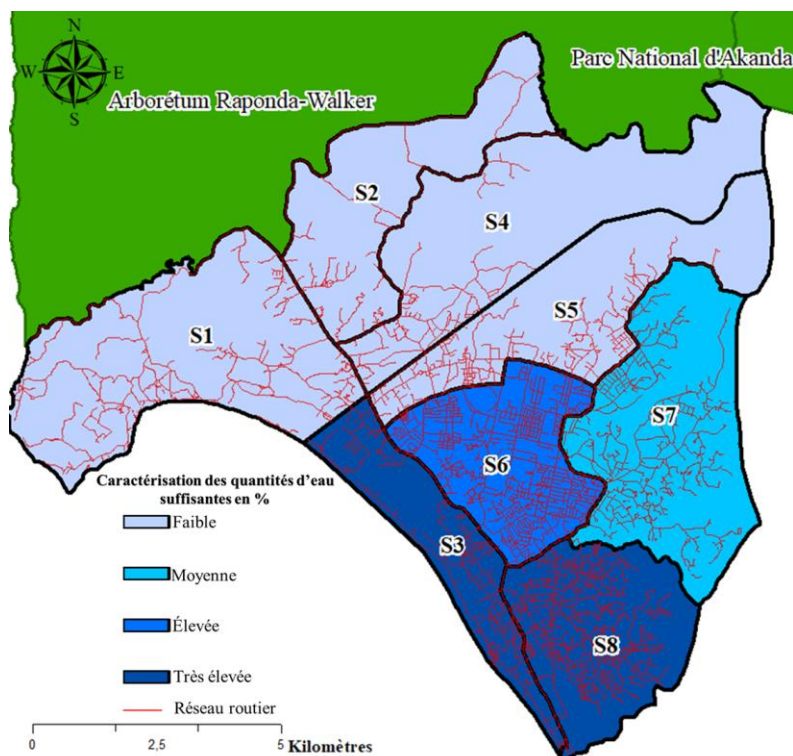 N
W E
S
Arborétum Raponda-Walker
Parc National d'Akanda
S2
S4
S1
S5
S7
S6
S3
S8
Caractérisation des quantités d'eau
suffisantes en %
Faible
Moyenne
Élevée
Très élevée
Réseau routier
0 2,5 5 Kilomètres